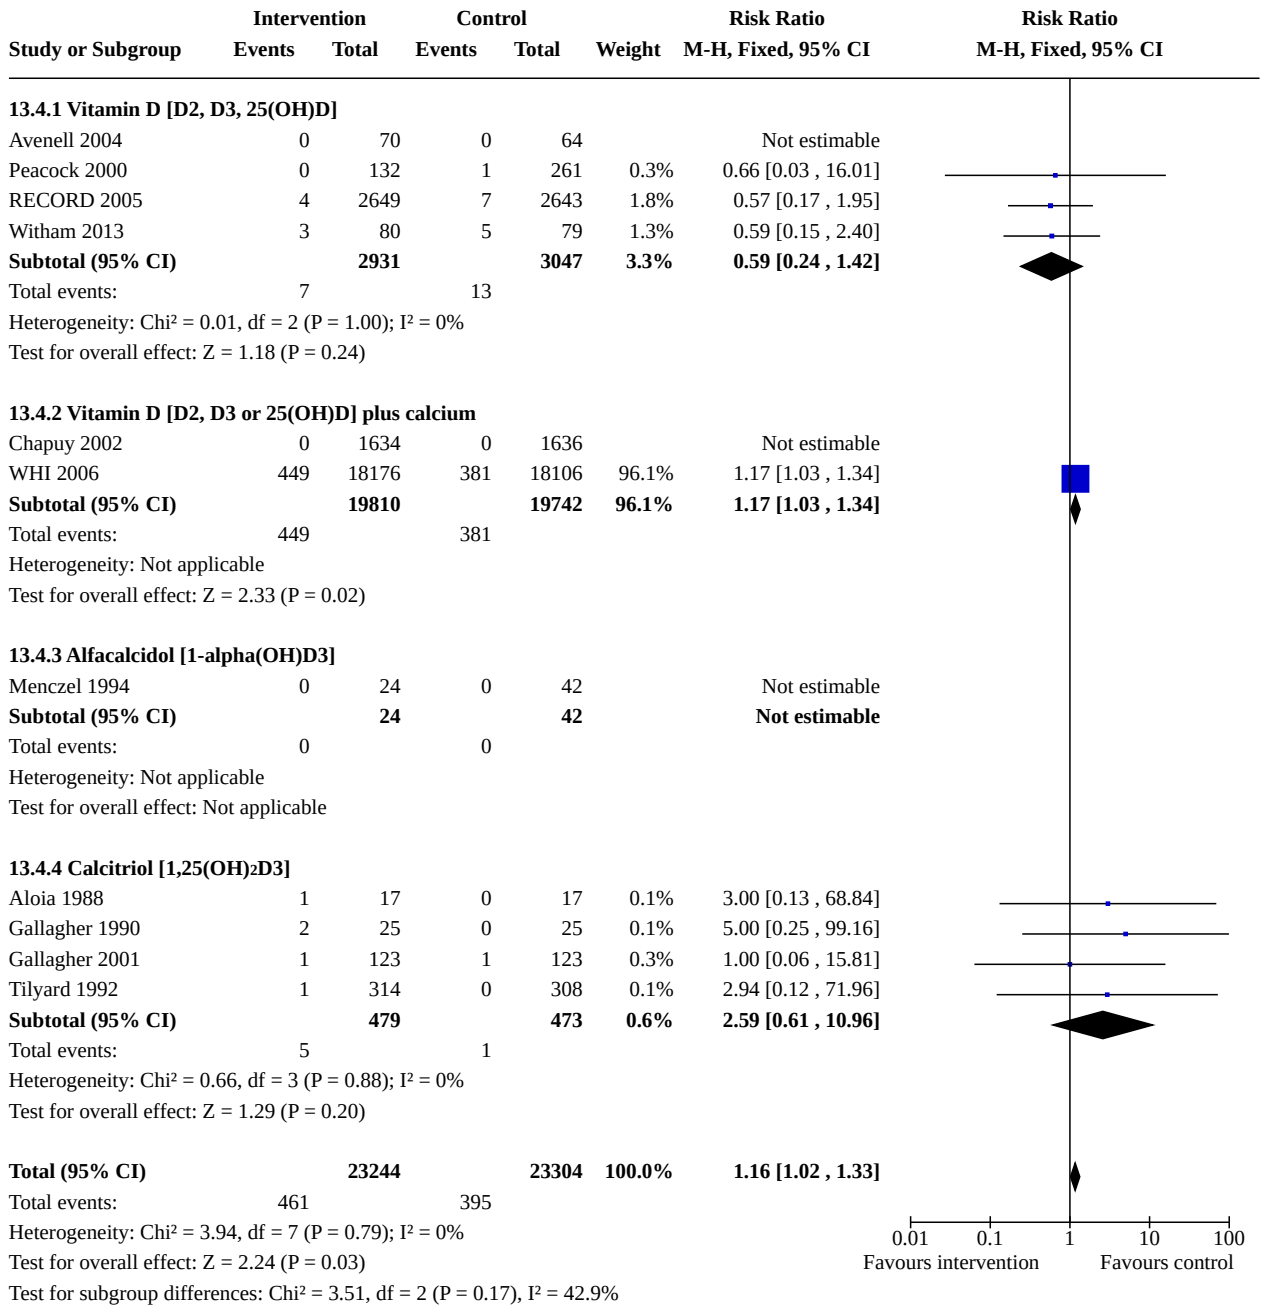 Intervention Control Risk Ratio Risk Ratio
Study or Subgroup Events Total Events Total Weight M-H, Fixed, 95% CI M-H, Fixed, 95% CI
13.4.1 Vitamin D [D2, D3, 25(OH)D]
Avenell 2004 0 70 0 64 Not estimable
Peacock 2000 0 132 1 261 0.3% 0.66 [0.03 , 16.01]
RECORD 2005 4 2649 7 2643 1.8% 0.57 [0.17 , 1.95]
Witham 2013 3 80 5 79 1.3% 0.59 [0.15 , 2.40]
Subtotal (95% CI) 2931 3047 3.3% 0.59 [0.24 , 1.42]
Total events: 7 13
Heterogeneity: Chi² = 0.01, df = 2 (P = 1.00); I² = 0%
Test for overall effect: Z = 1.18 (P = 0.24)
13.4.2 Vitamin D [D2, D3 or 25(OH)D] plus calcium
Chapuy 2002 0 1634 0 1636 Not estimable
WHI 2006 449 18176 381 18106 96.1% 1.17 [1.03 , 1.34]
Subtotal (95% CI) 19810 19742 96.1% 1.17 [1.03 , 1.34]
Total events: 449 381
Heterogeneity: Not applicable
Test for overall effect: Z = 2.33 (P = 0.02)
13.4.3 Alfacalcidol [1-alpha(OH)D3]
Menczel 1994 0 24 0 42 Not estimable
Subtotal (95% CI) 24 42 Not estimable
Total events: 0 0
Heterogeneity: Not applicable
Test for overall effect: Not applicable
13.4.4 Calcitriol [1,25(OH)₂D3]
Aloia 1988 1 17 0 17 0.1% 3.00 [0.13 , 68.84]
Gallagher 1990 2 25 0 25 0.1% 5.00 [0.25 , 99.16]
Gallagher 2001 1 123 1 123 0.3% 1.00 [0.06 , 15.81]
Tilyard 1992 1 314 0 308 0.1% 2.94 [0.12 , 71.96]
Subtotal (95% CI) 479 473 0.6% 2.59 [0.61 , 10.96]
Total events: 5 1
Heterogeneity: Chi² = 0.66, df = 3 (P = 0.88); I² = 0%
Test for overall effect: Z = 1.29 (P = 0.20)
Total (95% CI) 23244 23304 100.0% 1.16 [1.02 , 1.33]
Total events: 461 395
Heterogeneity: Chi² = 3.94, df = 7 (P = 0.79); I² = 0%
Test for overall effect: Z = 2.24 (P = 0.03)
Test for subgroup differences: Chi² = 3.51, df = 2 (P = 0.17), I² = 42.9%
0.01 0.1 1 10 100
Favours intervention Favours control